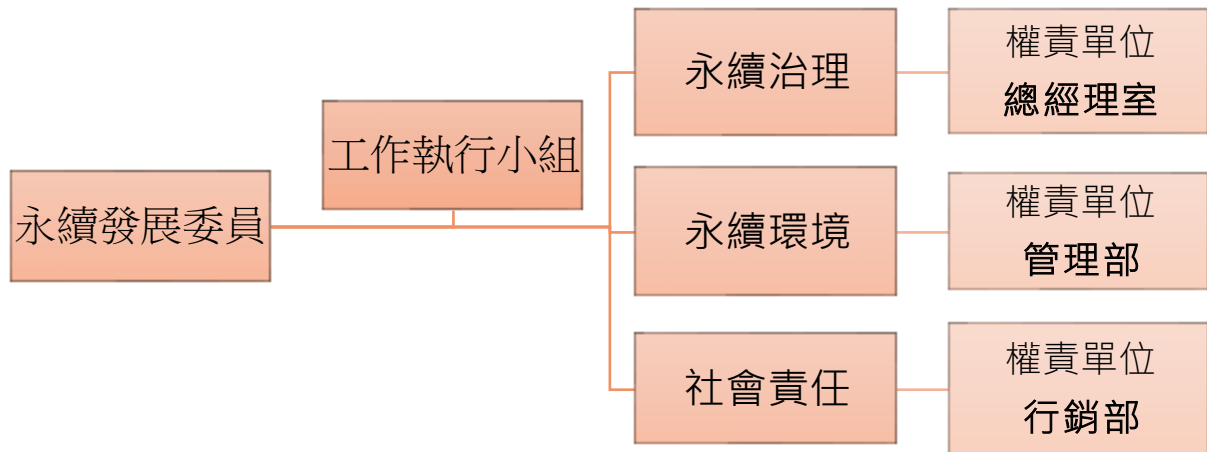 永續發展委員
工作執行小組
永續治理
權責單位
總經理室
永續環境
權責單位
管理部
社會責任
權責單位
行銷部